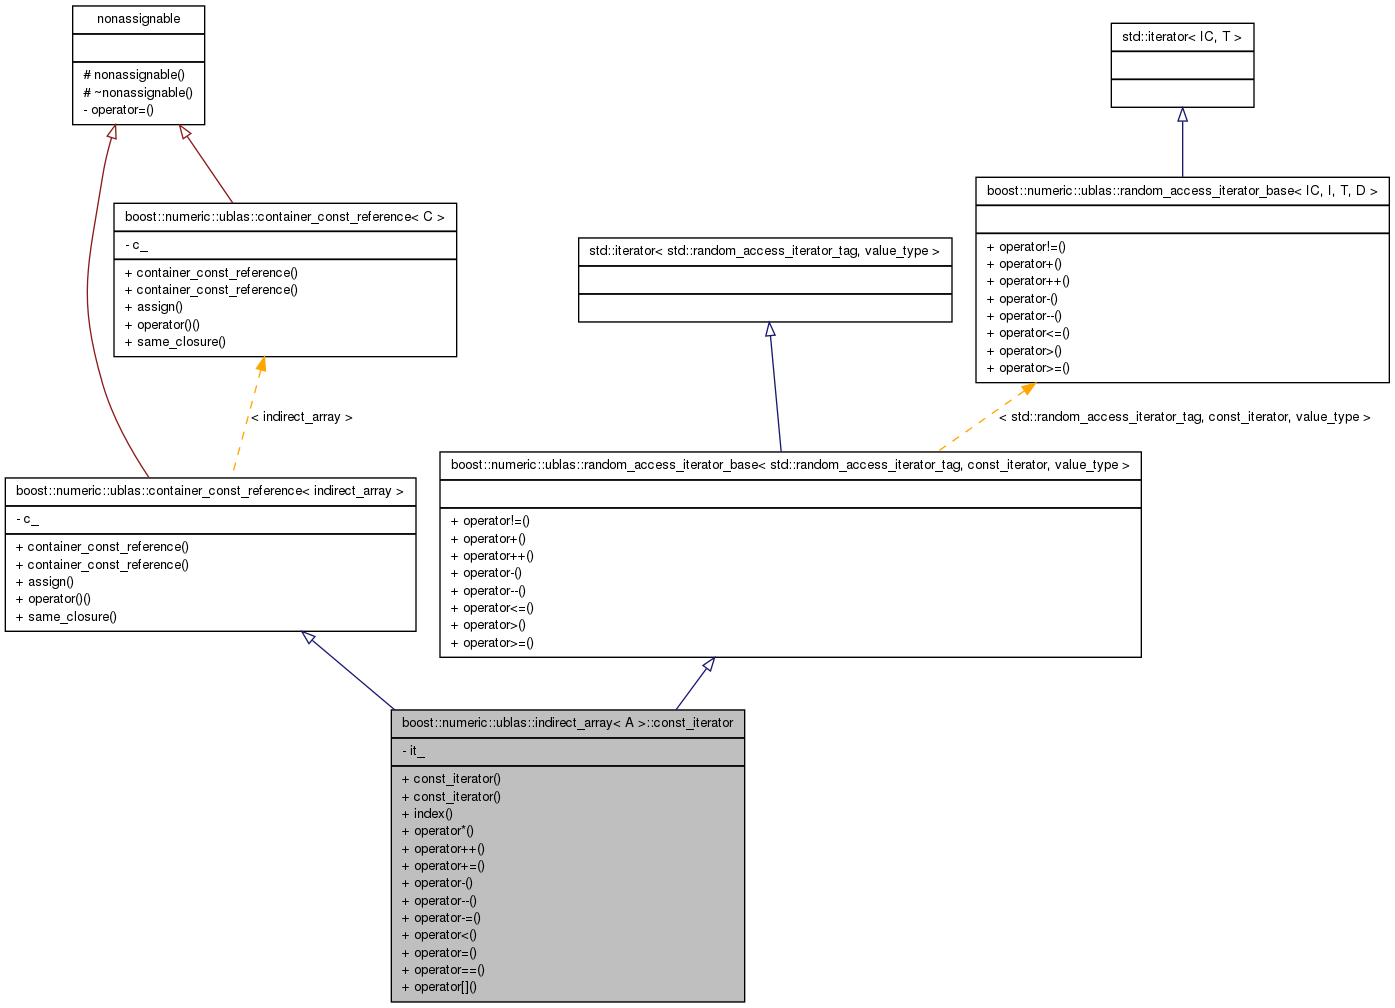 nonassignable
# nonassignable()
# ~nonassignable()
- operator=()
std::iterator< IC, T >
boost::numeric::ublas::random_access_iterator_base< IC, I, T, D >
+ operator!=()
+ operator+()
+ operator++()
+ operator-()
+ operator--()
+ operator<=()
+ operator>()
+ operator>=()
boost::numeric::ublas::container_const_reference< C >
- c_
+ container_const_reference()
+ container_const_reference()
+ assign()
+ operator()()
+ same_closure()
std::iterator< std::random_access_iterator_tag, value_type >
< indirect_array >
< std::random_access_iterator_tag, const_iterator, value_type >
boost::numeric::ublas::container_const_reference< indirect_array >
- c_
+ container_const_reference()
+ container_const_reference()
+ assign()
+ operator()()
+ same_closure()
boost::numeric::ublas::random_access_iterator_base< std::random_access_iterator_tag, const_iterator, value_type >
+ operator!=()
+ operator+()
+ operator++()
+ operator-()
+ operator--()
+ operator<=()
+ operator>()
+ operator>=()
boost::numeric::ublas::indirect_array< A >::const_iterator
- it_
+ const_iterator()
+ const_iterator()
+ index()
+ operator*()
+ operator++()
+ operator+=()
+ operator-()
+ operator--()
+ operator-=()
+ operator<()
+ operator=()
+ operator==()
+ operator[]()